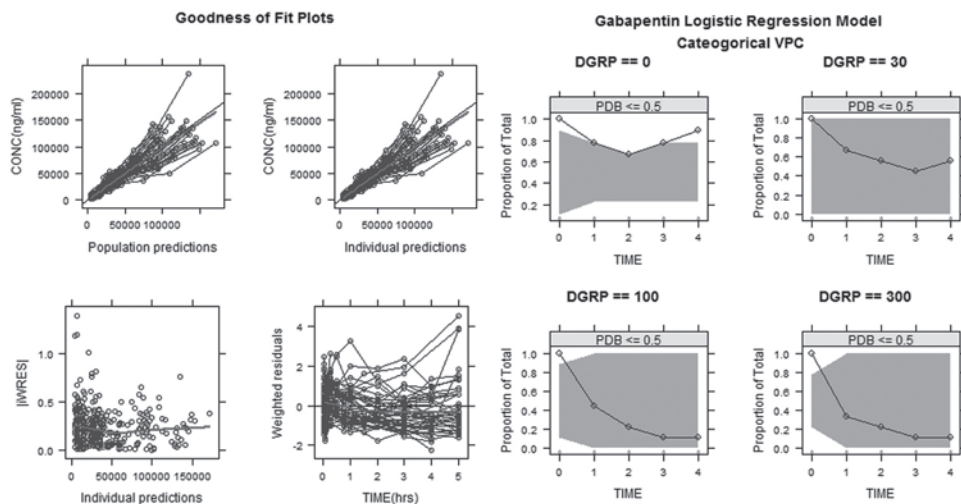 Goodness of Fit Plots
CONC(ng/ml)
200000
150000
100000
50000
0
0 50000 100000
Population predictions
CONC(ng/ml)
200000
150000
100000
50000
0
0 50000 100000
Individual predictions
|iWRES|
1.0
0.5
0.0
0 50000 100000 150000
Individual predictions
Weighted residuals
4
2
0
-2
0 1 2 3 4 5
TIME(hrs)
Gabapentin Logistic Regression Model
Cateogorical VPC
DGRP == 0
PDB <= 0.5
Proportion of Total
1.0
0.8
0.6
0.4
0.2
0 1 2 3 4
TIME
DGRP == 30
PDB <= 0.5
Proportion of Total
1.0
0.8
0.6
0.4
0.2
0.0
0 1 2 3 4
TIME
DGRP == 100
PDB <= 0.5
Proportion of Total
1.0
0.8
0.6
0.4
0.2
0.0
0 1 2 3 4
TIME
DGRP == 300
PDB <= 0.5
Proportion of Total
1.0
0.8
0.6
0.4
0.2
0.0
0 1 2 3 4
TIME